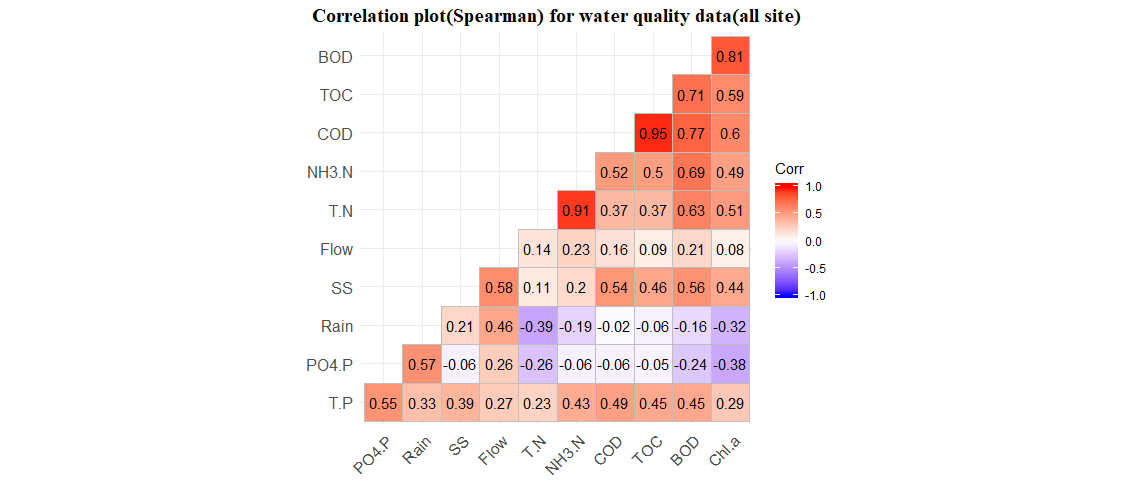 Correlation plot(Spearman) for water quality data(all site)
BOD 0.81
TOC 0.71 0.59
COD 0.95 0.77 0.6
NH3.N 0.52 0.5 0.69 0.49
T.N 0.91 0.37 0.37 0.63 0.51
Flow 0.14 0.23 0.16 0.09 0.21 0.08
SS 0.58 0.11 0.2 0.54 0.46 0.56 0.44
Rain 0.21 0.46 -0.39 -0.19 -0.02 -0.06 -0.16 -0.32
PO4.P 0.57 -0.06 0.26 -0.26 -0.06 -0.06 -0.05 -0.24 -0.38
T.P 0.55 0.33 0.39 0.27 0.23 0.43 0.49 0.45 0.45 0.29
PO4.P Rain SS Flow T.N NH3.N COD TOC BOD Chl.a
Corr
1.0
0.5
0.0
-0.5
-1.0